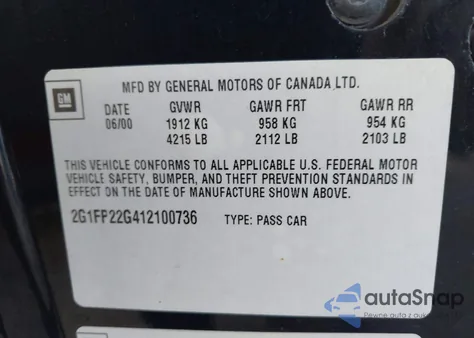 MFD BY GENERAL MOTORS OF CANADA LTD.
GM
DATE GVWR GAWR FRT GAWR RR
06/00 1912 KG 958 KG 954 KG
4215 LB 2112 LB 2103 LB
THIS VEHICLE CONFORMS TO ALL APPLICABLE U.S. FEDERAL MOTOR
VEHICLE SAFETY, BUMPER, AND THEFT PREVENTION STANDARDS IN
EFFECT ON THE DATE OF MANUFACTURE SHOWN ABOVE.
2G1FP22G412100736 TYPE: PASS CAR
autoSnap
Pewne auta z aukcji